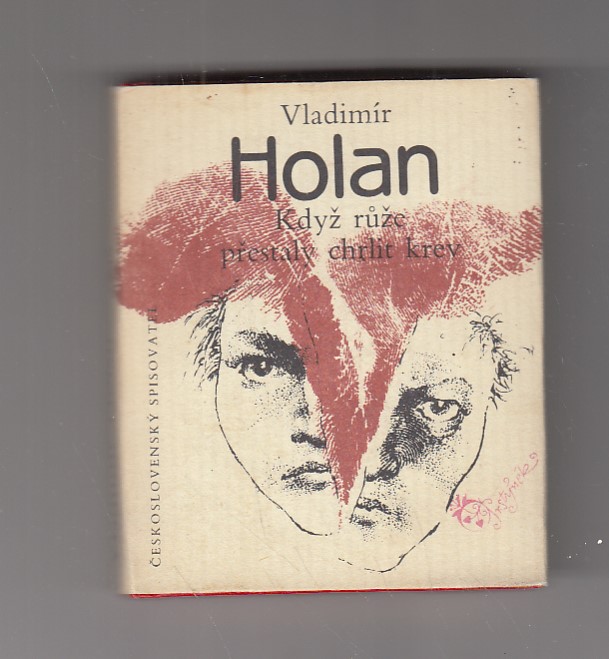 Vladimír
Holan
Když růže
přestaly chrlit krev
ČESKOSLOVENSKÝ SPISOVATEL